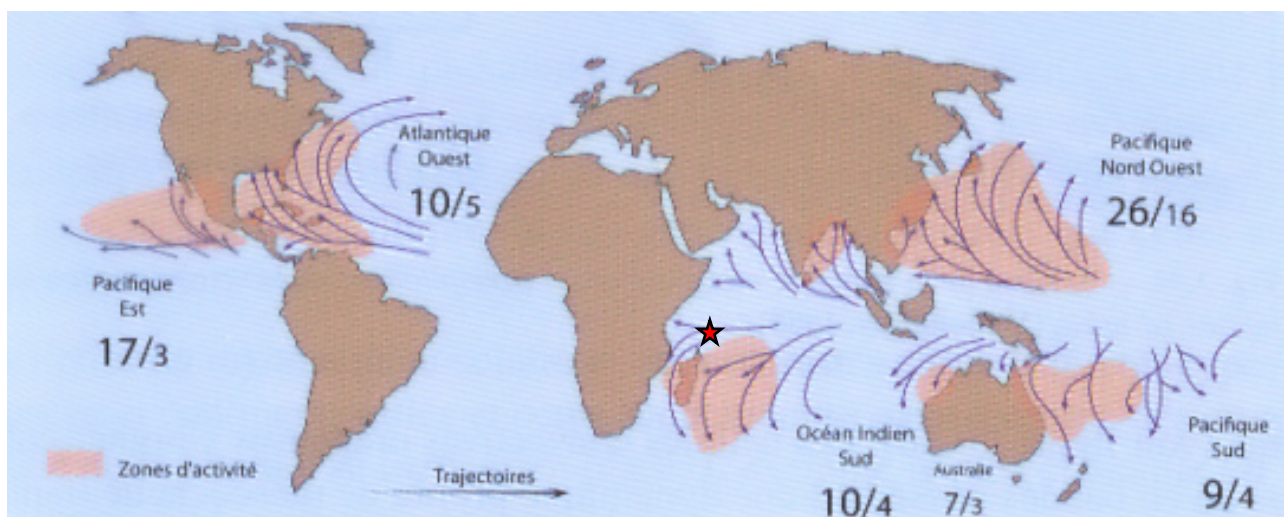 Atlantique
Ouest
10/5
Pacifique
Nord Ouest
26/16
Pacifique
Est
17/3
Océan Indien
Sud
10/4
Australie
7/3
Pacifique
Sud
9/4
Zones d'activité
Trajectoires